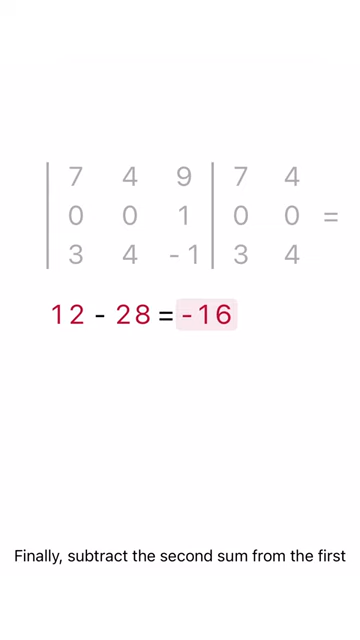 | 7 4 9 | 7 4
| 0 0 1 | 0 0 =
| 3 4 -1 | 3 4
12 - 28 = -16
Finally, subtract the second sum from the first